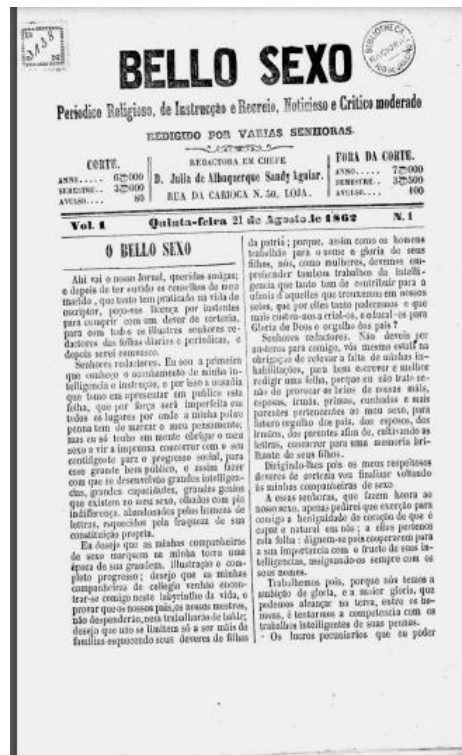 3138
BIBLIOTHECA
BELLO SEXO
Periodico Religioso, de Instrucção e Recreio, Noticioso e Critico moderado
REDIGIDO POR VARIAS SENHORAS.
CORTE.
ANNO..... 6$000
SEMESTRE.. 3$000
AVULSO.... 80
REDACTORA EM CHEFE
D. Julia de Albuquerque Sandy Aguiar.
RUA DA CARIOCA N. 50, LOJA.
FORA DA CORTE.
ANNO..... 7$000
SEMESTRE.. 3$500
AVULSO.... 100
Vol. 1 Quinta-feira 21 de Agosto de 1862 N. 1
O BELLO SEXO
Ahi vai o nosso Jornal, queridas amigas;
e depois de ter ouvido os conselhos de meu
marido, que tanto tem praticado na vida de
escriptor, peço-vos licença por instantes
para cumprir com um dever de cortezia,
para com todos os illustres senhores re-
dactores das folhas diarias e periodicas, e
depois serei comvosco.
Senhores redactores. Eu sou a primeira
que conheço o acanhamento de minha in-
telligencia e instrucção, e por isso a ousadia
que temo em apresentar em publico esta
folha, que por força será imperfeita em
todos os lugares por onde a minha pobre
penna tem de marcar o meu pensamento;
mas eu só tenho em mente obrigar o meu
sexo a vir á imprensa concorrer com o seu
contingente para o progresso social, para
esse grande bem publico, e assim fazer
com que se desenvolvão grandes intelligen-
cias, grandes capacidades, grandes genios
que existem no meu sexo, olhados com
indifferença, abandonados pelos homens de
lettras, esquecidos pela fraqueza de sua
constituição propria.
Eu desejo que as minhas companheiras
de sexo marquem na minha terra uma
época de sua grandeza, illustração e com-
pleto progresso; desejo que as minhas
companheiras de collegio venhão encon-
trar-se comigo neste labyrintho da vida, e
provar que os nossos pais, os nossos mestres,
não despenderão, nem trabalharão de balde;
desejo que não se limitem só a ser mãis de
familias esquecendo seus deveres de filhas
da patria; porque, assim como os homens
trabalhão para o nome e gloria de seus
filhos, nós, como mulheres, devemos em-
prehender tambem trabalhos da intelli-
gencia que tanto tem de contribuir para a
ufania d'aquelles que trouxemos em nossos
seios, que por elles tanto padecemos e que
mais custou-nos a crial-os, e educal-os para
Gloria de Deos e orgulho dos pais?
Senhores redactores. Não deveis ser
austeros para comigo, vós mesmo estais na
obrigação de relevar a falta de minhas in-
habilitações, para bem escrever e melhor
redigir uma folha, porque eu só trato se-
não de provocar os brios de nossas mais,
esposas, irmãs, primas, cunhadas e mais
parentes pertencentes ao meu sexo, para
futuro orgulho dos pais, dos esposos, dos
irmãos, dos parentes afim de, cultivando as
lettras, concorrer para uma memoria bri-
lhante de seus filhos.
Dirigindo-lhes pois os meus respeitosos
deveres de cortezia vou finalizar voltando
ás minhas companheiras de sexo.
A essas senhoras, que fazem honra ao
nosso sexo, apenas pedirei que exerção para
comigo a benignidade do coração de que é
capaz e natural em nós; a ellas pertence
esta folha: dignem-se pois cooperarem para
a sua importancia com o fructo de suas in-
telligencias, assignando-os sempre com os
seus nomes.
Trabalhemos pois, porque nós temos a
ambição de gloria, e a maior gloria, que
podemos alcançar na terra, entre os ho-
mens, é tentarmos a competencia com os
trabalhos intelligentes de suas pennas.
Os lucros pecuniarios que eu poder